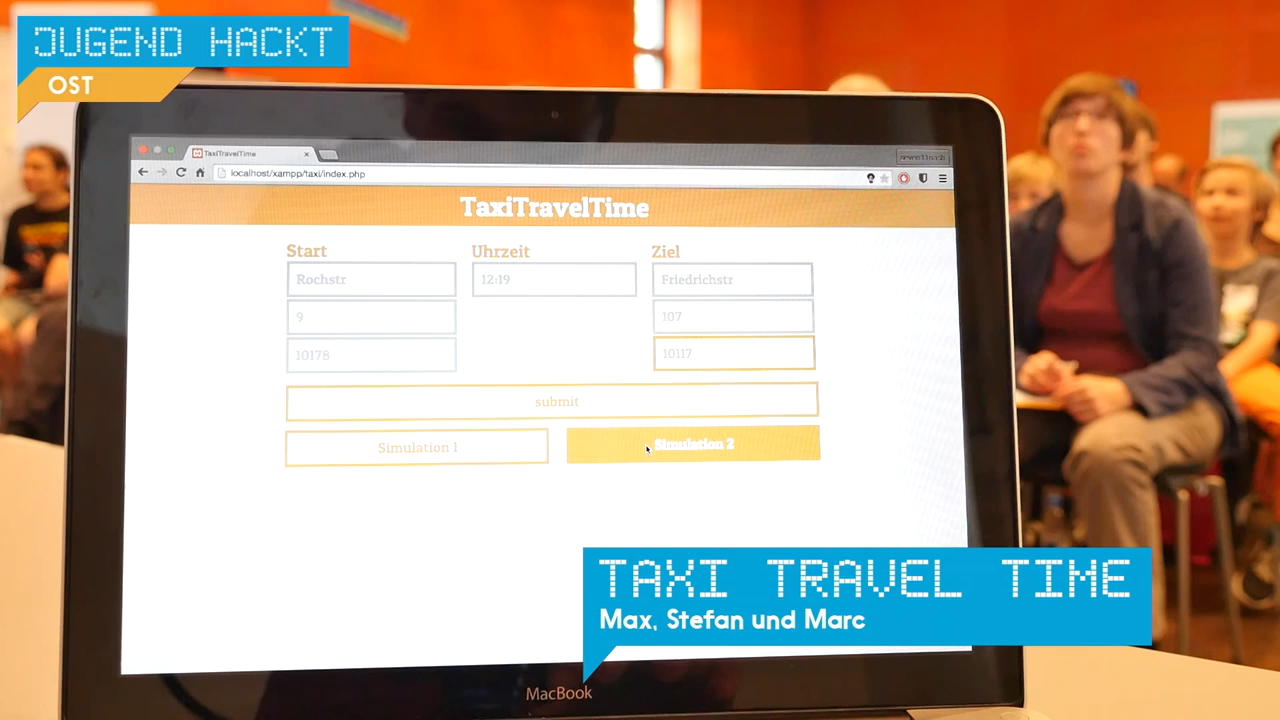 JUGEND HACKT
OST
TaxiTravelTime
localhost/xampp/taxi/index.php
TaxiTravelTime
Start Uhrzeit Ziel
Rochstr 12:19 Friedrichstr
9 107
10178 10117
submit
Simulation 1 Simulation 2
TAXI TRAVEL TIME
Max, Stefan und Marc
MacBook